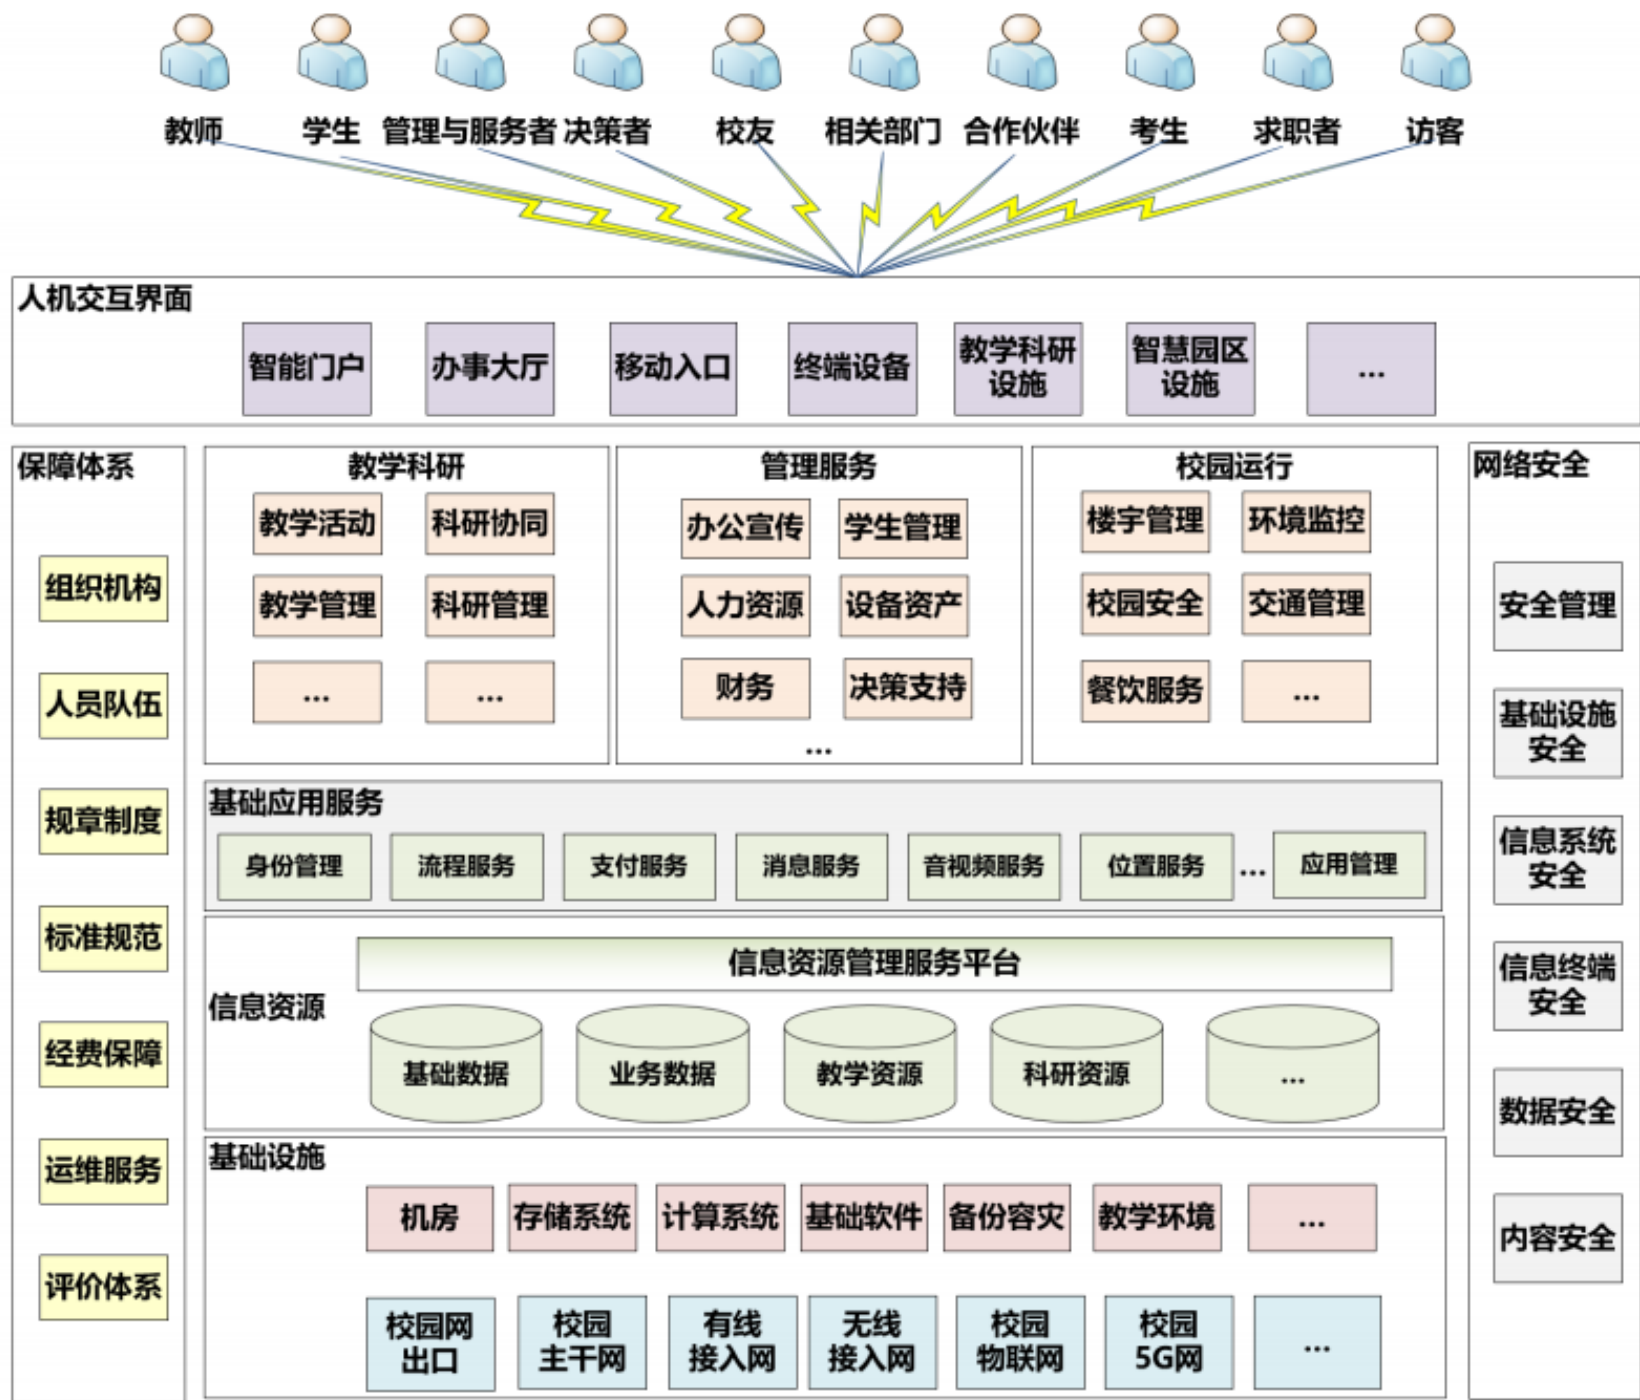 教师 学生 管理与服务者 决策者 校友 相关部门 合作伙伴 考生 求职者 访客
人机交互界面
智能门户 办事大厅 移动入口 终端设备 教学科研 智慧园区 ...
设施 设施
保障体系
组织机构
人员队伍
规章制度
标准规范
经费保障
运维服务
评价体系
教学科研
教学活动 科研协同
教学管理 科研管理
... ...
管理服务
办公宣传 学生管理
人力资源 设备资产
财务 决策支持
...
校园运行
楼宇管理 环境监控
校园安全 交通管理
餐饮服务 ...
基础应用服务
身份管理 流程服务 支付服务 消息服务 音视频服务 位置服务 ... 应用管理
信息资源管理服务平台
信息资源
基础数据 业务数据 教学资源 科研资源 ...
基础设施
机房 存储系统 计算系统 基础软件 备份容灾 教学环境 ...
校园网 校园 有线 无线 校园 校园 ...
出口 主干网 接入网 接入网 物联网 5G网
网络安全
安全管理
基础设施
安全
信息系统
安全
信息终端
安全
数据安全
内容安全